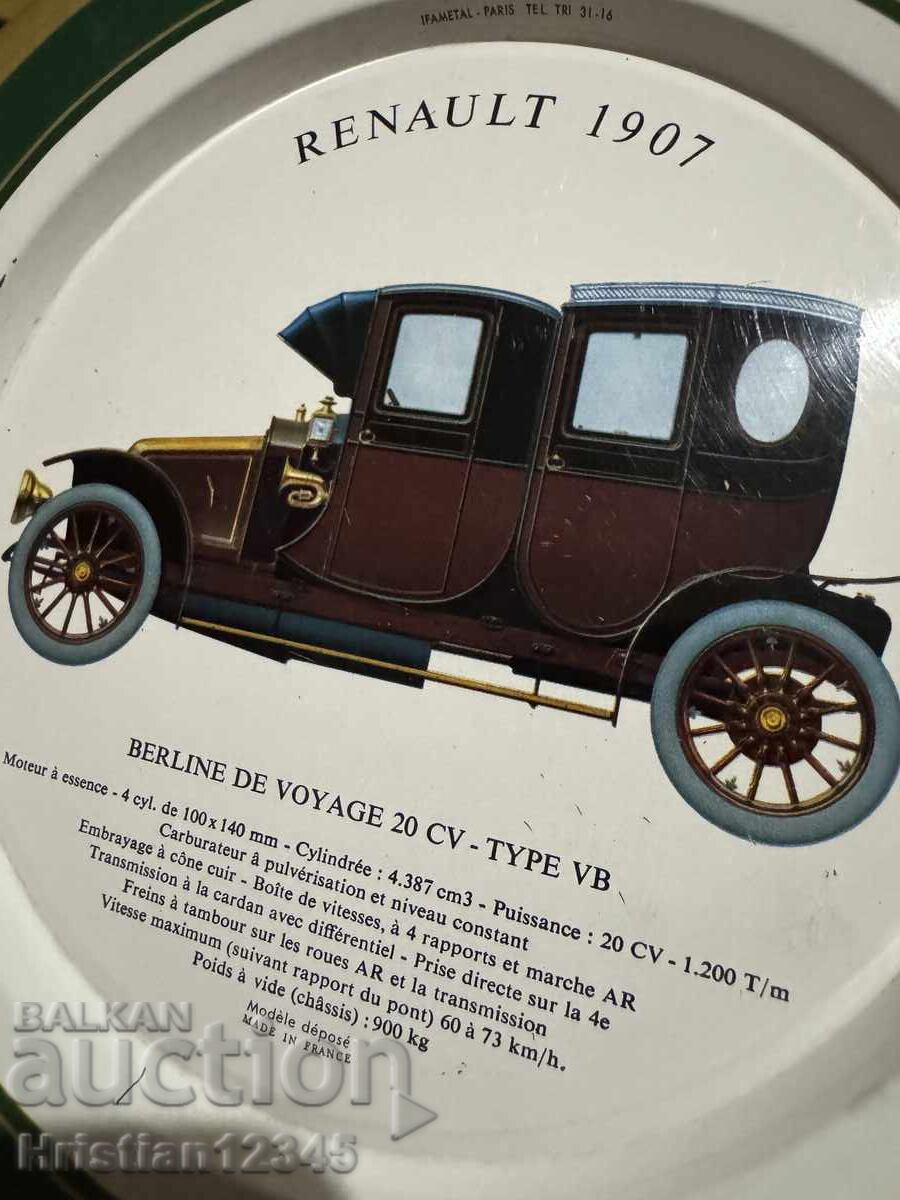 IFAMETAL - PARIS TEL TRI 31-16
RENAULT 1907
BERLINE DE VOYAGE 20 CV - TYPE VB
Moteur à essence - 4 cyl. de 100 x 140 mm - Cylindrée : 4.387 cm3 - Puissance : 20 CV - 1.200 T/m
Carburateur â pulvérisation et niveau constant
Embrayage à cône cuir - Boîte de vitesses, à 4 rapports et marche AR
Transmission à la cardan avec différentiel - Prise directe sur la 4e
Freins à tambour sur les roues AR et la transmission
Vitesse maximum (suivant rapport du pont) 60 à 73 km/h.
Poids à vide (châssis) : 900 kg
Modèle déposé
MADE IN FRANCE
BALKAN
auction
Hristian12345